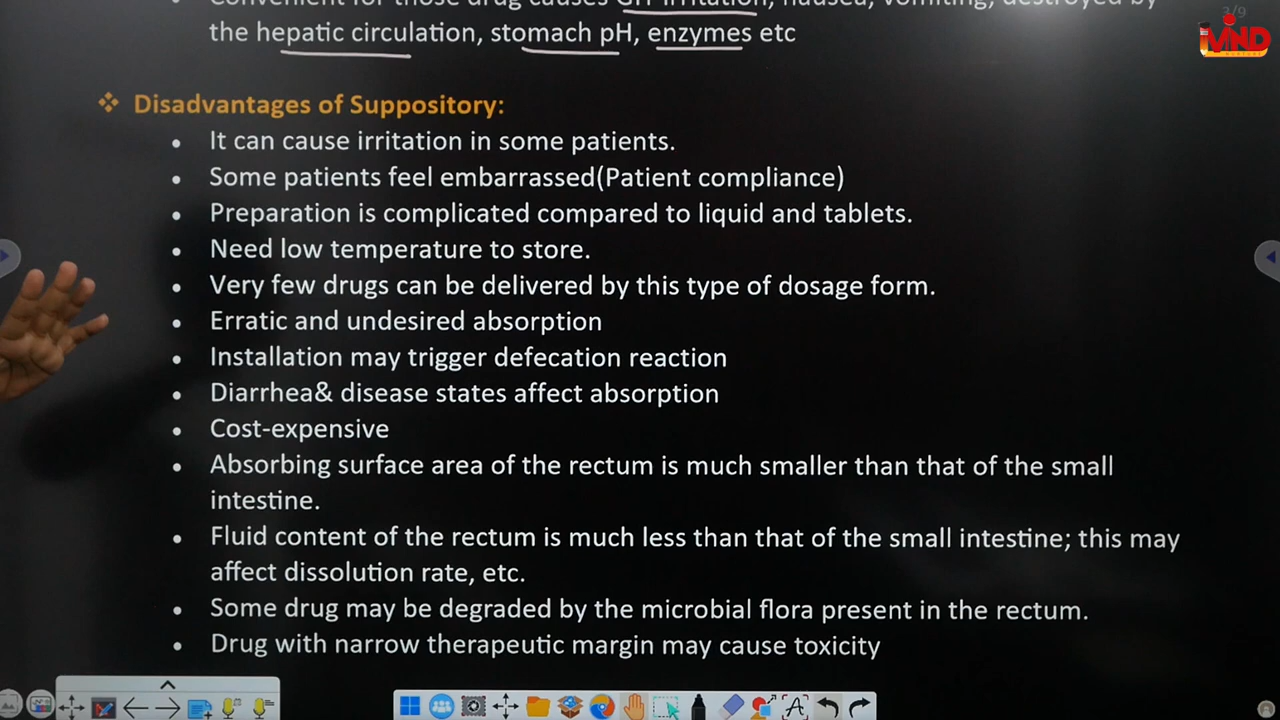 Convenient for those drug causes GIT irritation, nausea, vomiting, destroyed by
the hepatic circulation, stomach pH, enzymes etc
3/9
❖ Disadvantages of Suppository:
• It can cause irritation in some patients.
• Some patients feel embarrassed(Patient compliance)
• Preparation is complicated compared to liquid and tablets.
• Need low temperature to store.
• Very few drugs can be delivered by this type of dosage form.
• Erratic and undesired absorption
• Installation may trigger defecation reaction
• Diarrhea& disease states affect absorption
• Cost-expensive
• Absorbing surface area of the rectum is much smaller than that of the small
intestine.
• Fluid content of the rectum is much less than that of the small intestine; this may
affect dissolution rate, etc.
• Some drug may be degraded by the microbial flora present in the rectum.
• Drug with narrow therapeutic margin may cause toxicity